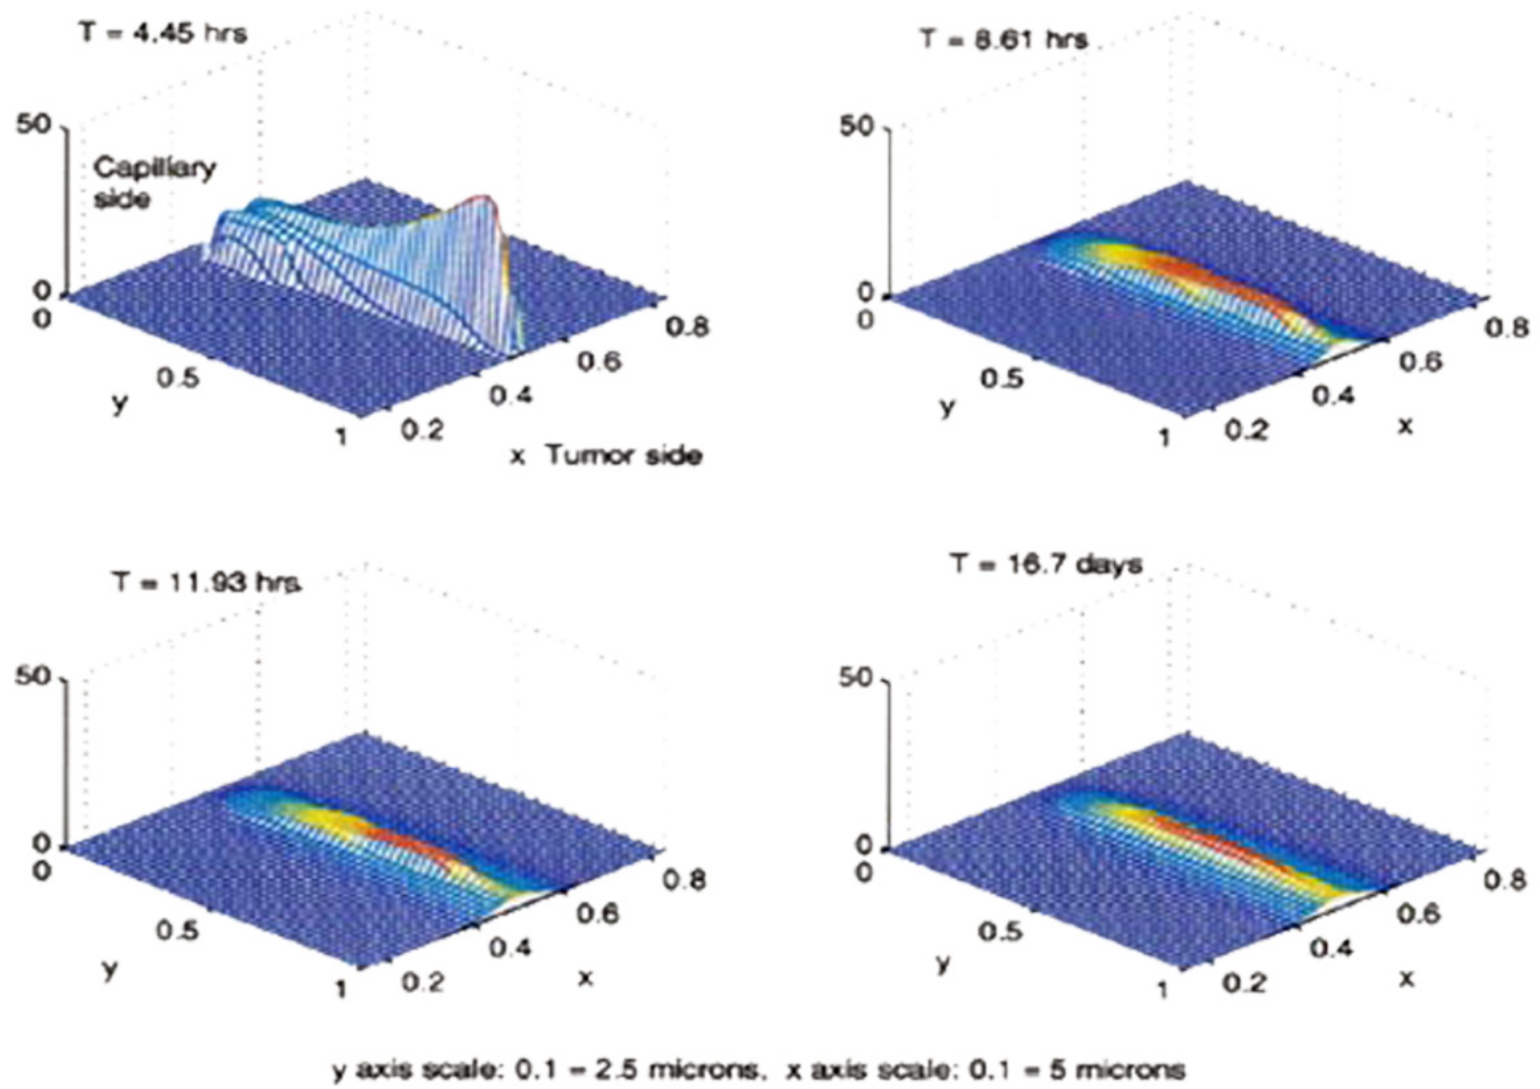 T = 4.45 hrs
50
Capillary
side
0
0
0.5
y
1
0.2
0.4
0.6
0.8
x Tumor side
T = 8.61 hrs
50
0
0
0.5
y
1
0.2
0.4
0.6
0.8
x
T = 11.93 hrs
50
0
0
0.5
y
1
0.2
0.4
0.6
0.8
x
T = 16.7 days
50
0
0
0.5
y
1
0.2
0.4
0.6
0.8
x
y axis scale: 0.1 = 2.5 microns, x axis scale: 0.1 = 5 microns